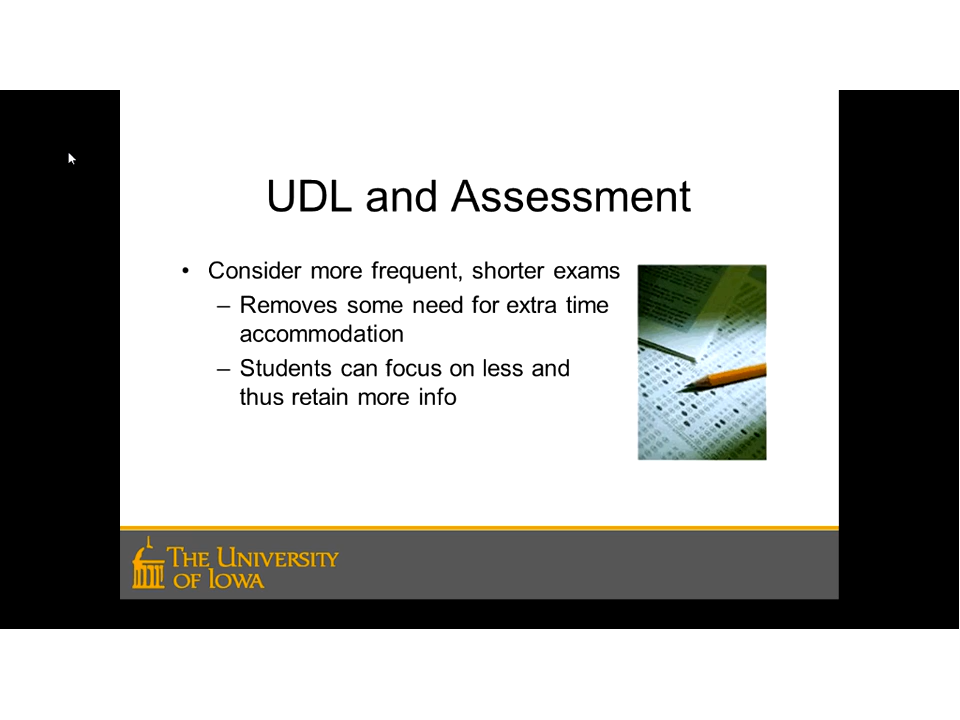 UDL and Assessment
• Consider more frequent, shorter exams
– Removes some need for extra time
accommodation
– Students can focus on less and
thus retain more info
THE UNIVERSITY
OF IOWA